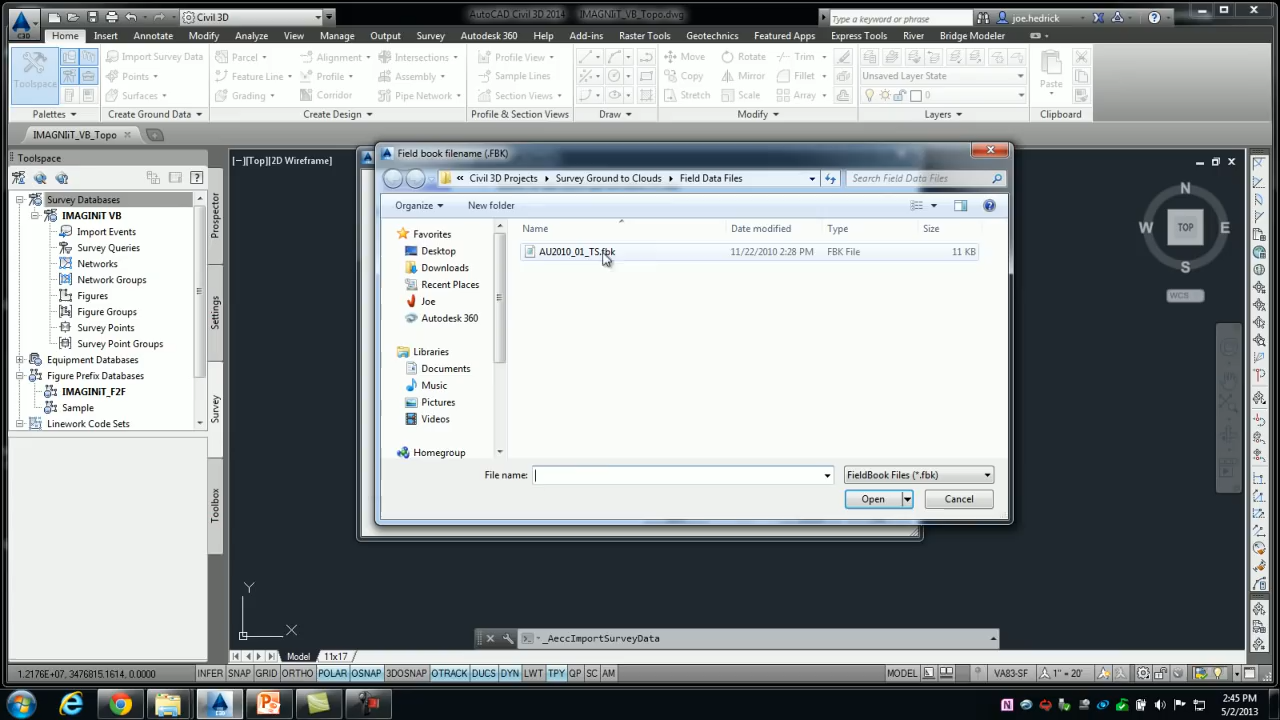 Civil 3D
AutoCAD Civil 3D 2014 IMAGNiiT_VB_Topo.dwg
Type a keyword or phrase
joe.hedrick
Home Insert Annotate Modify Analyze View Manage Output Survey Autodesk 360 Help Add-ins Raster Tools Geotechnics Featured Apps Express Tools River Bridge Modeler
Toolspace
Import Survey Data
Points
Surfaces
Parcel
Feature Line
Grading
Alignment
Profile
Corridor
Intersections
Assembly
Pipe Network
Profile View
Sample Lines
Section Views
Move
Copy
Stretch
Rotate
Mirror
Scale
Trim
Fillet
Array
Unsaved Layer State
0
Paste
Palettes Create Ground Data Create Design Profile & Section Views Draw Modify Layers Clipboard
IMAGNiiT_VB_Topo
Toolspace
Survey Databases
IMAGINiT VB
Import Events
Survey Queries
Networks
Network Groups
Figures
Figure Groups
Survey Points
Survey Point Groups
Equipment Databases
Figure Prefix Databases
IMAGINiT_F2F
Sample
Linework Code Sets
Prospector
Settings
Survey
Toolbox
[−][Top][2D Wireframe]
Field book filename (.FBK)
« Civil 3D Projects Survey Ground to Clouds Field Data Files
Search Field Data Files
Organize New folder
Favorites
Desktop
Downloads
Recent Places
Joe
Autodesk 360
Libraries
Documents
Music
Pictures
Videos
Homegroup
Name Date modified Type Size
AU2010_01_TS.fbk 11/22/2010 2:28 PM FBK File 11 KB
File name:
FieldBook Files (*.fbk)
Open Cancel
N
W TOP E
S
WCS
Y
X
_AeccImportSurveyData
Model 11x17
1.2176E+07, 3476815.1614, 0.0000 INFER SNAP GRID ORTHO POLAR OSNAP 3DOSNAP OTRACK DUCS DYN LWT TPY QP SC AM MODEL VA83-SF 1" = 20'
2:45 PM
5/2/2013